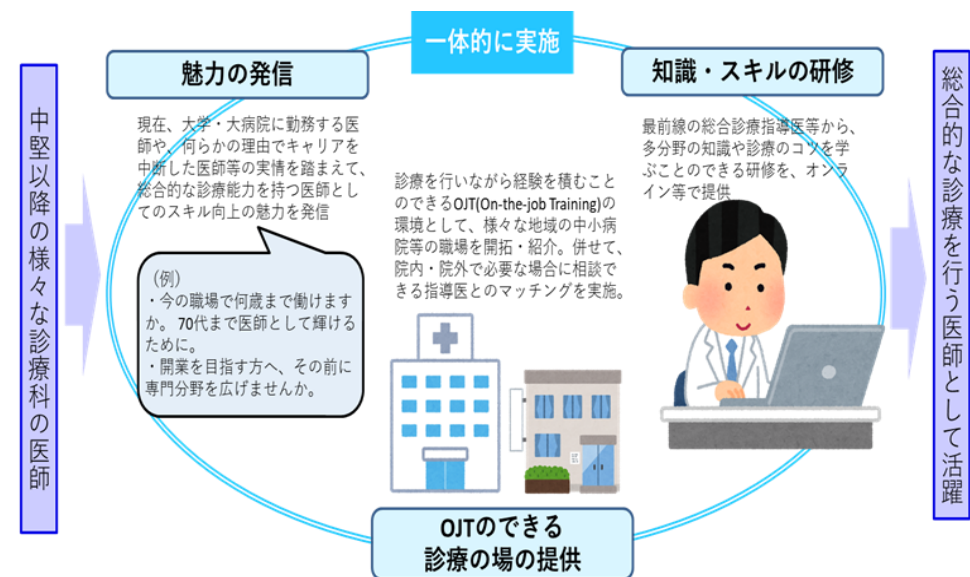 一体的に実施
魅力の発信
知識・スキルの研修
中堅以降の様々な診療科の医師
現在、大学・大病院に勤務する医
師や、何らかの理由でキャリアを
中断した医師等の実情を踏まえて、
総合的な診療能力を持つ医師とし
てのスキル向上の魅力を発信
(例)
・今の職場で何歳まで働けます
か。 70代まで医師として輝ける
ために。
・開業を目指す方へ、その前に
専門分野を広げませんか。
診療を行いながら経験を積むこと
のできるOJT(On-the-job Training)の
環境として、様々な地域の中小病
院等の職場を開拓・紹介。併せて、
院内・院外で必要な場合に相談で
きる指導医とのマッチングを実施。
最前線の総合診療指導医等から、
多分野の知識や診療のコツを学
ぶことのできる研修を、オンラ
イン等で提供
総合的な診療を行う医師として活躍
OJTのできる
診療の場の提供